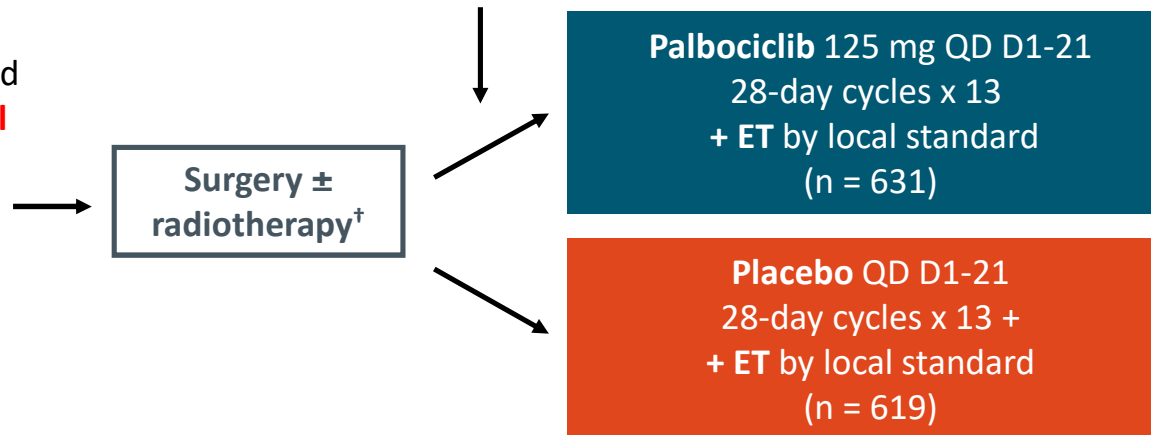 d
l
Surgery ±
radiotherapy†
Palbociclib 125 mg QD D1-21
28-day cycles x 13
+ ET by local standard
(n = 631)
Placebo QD D1-21
28-day cycles x 13 +
+ ET by local standard
(n = 619)